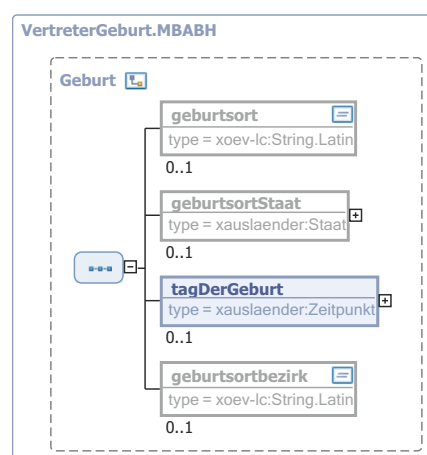 VertreterGeburt.MBABH
Geburt
geburtsort
type = xoev-lc:String.Latin
0..1
geburtsortStaat
type = xauslaender:Staat
0..1
tagDerGeburt
type = xauslaender:Zeitpunkt
0..1
geburtsortbezirk
type = xoev-lc:String.Latin
0..1